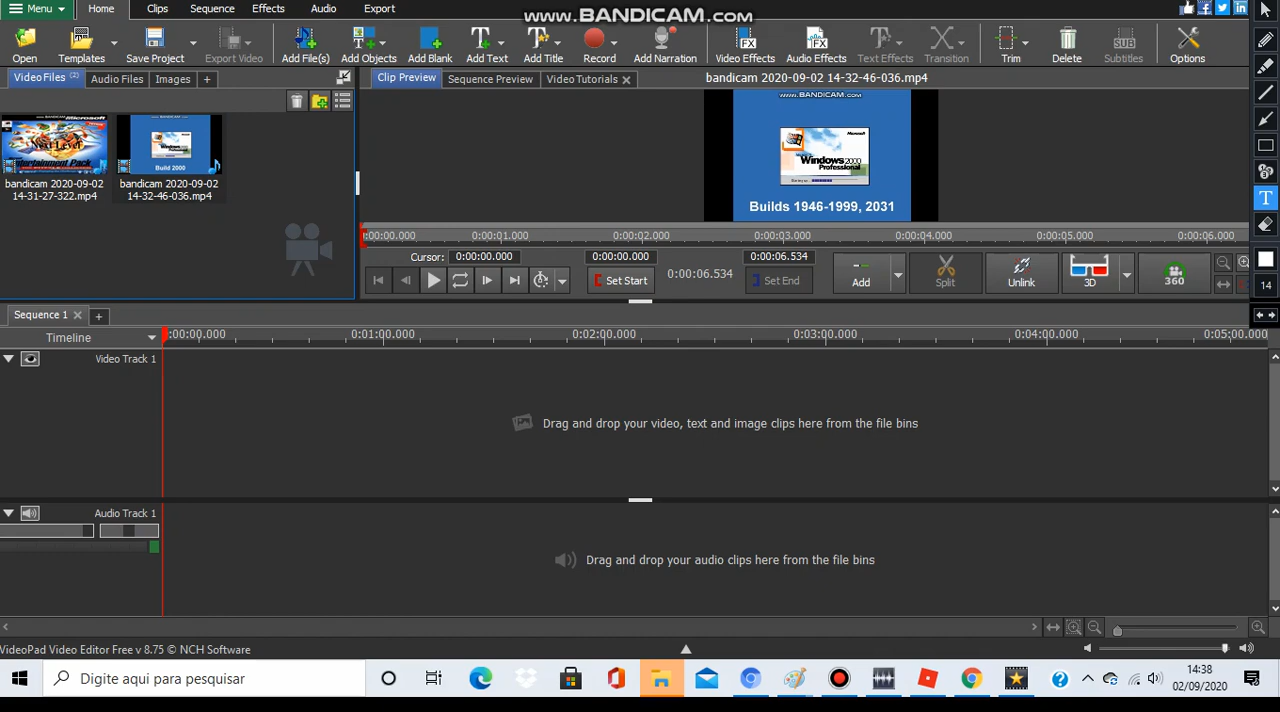 www.BANDICAM.com
Menu Home Clips Sequence Effects Audio Export
Open Templates Save Project Export Video Add File(s) Add Objects Add Blank Add Text Add Title Record Add Narration Video Effects Audio Effects Text Effects Transition Trim Delete Subtitles Options
Video Files (2) Audio Files Images +
Clip Preview Sequence Preview Video Tutorials
bandicam 2020-09-02 14-32-46-036.mp4
www.BANDICAM.com
Microsoft
Windows 2000
Professional
Builds 1946-1999, 2031
Microsoft
Next Level
Entertainment Pack
Build 2000
bandicam 2020-09-02
14-31-27-322.mp4
bandicam 2020-09-02
14-32-46-036.mp4
:00:00.000 0:00:01.000 0:00:02.000 0:00:03.000 0:00:04.000 0:00:05.000 0:00:06.000
Cursor: 0:00:00.000 0:00:00.000 0:00:06.534
Set Start 0:00:06.534 Set End
Add Split Unlink 3D 360
14
Sequence 1
Timeline
:00:00.000 0:01:00.000 0:02:00.000 0:03:00.000 0:04:00.000 0:05:00.000
Video Track 1
Drag and drop your video, text and image clips here from the file bins
Audio Track 1
Drag and drop your audio clips here from the file bins
VideoPad Video Editor Free v 8.75 © NCH Software
Digite aqui para pesquisar
14:38
02/09/2020